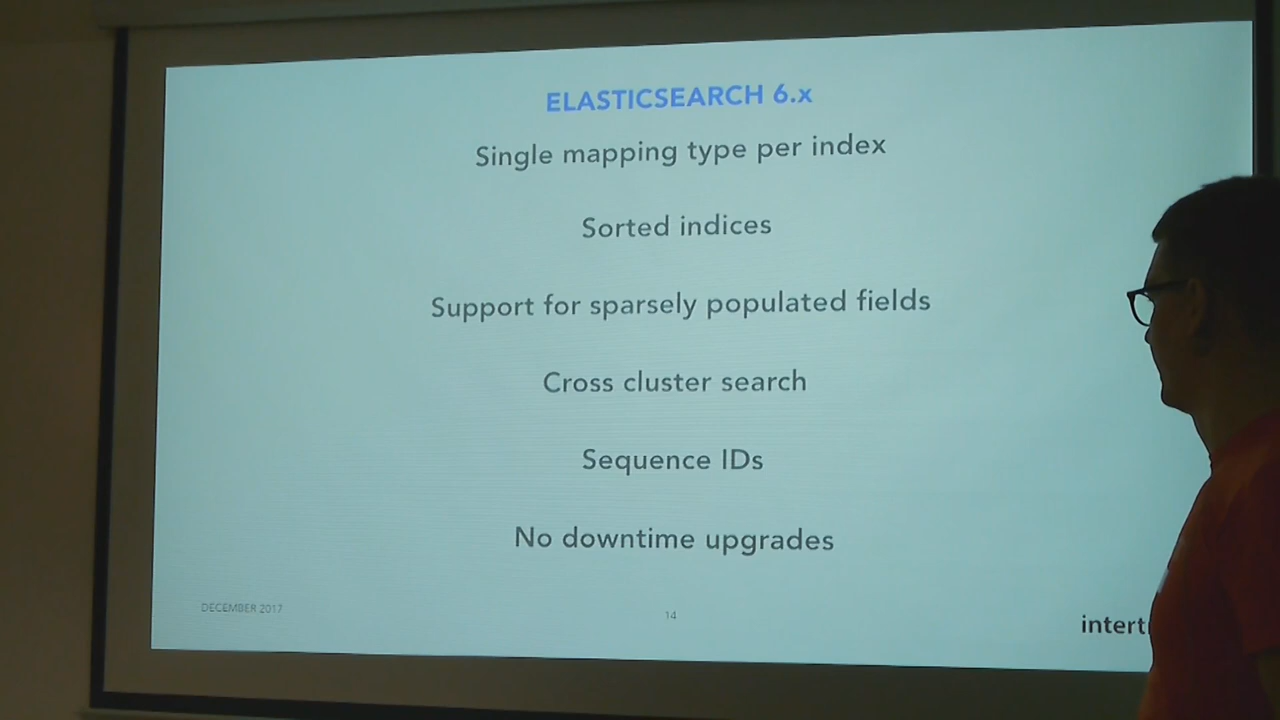 ELASTICSEARCH 6.x
Single mapping type per index
Sorted indices
Support for sparsely populated fields
Cross cluster search
Sequence IDs
No downtime upgrades
DECEMBER 2017
14